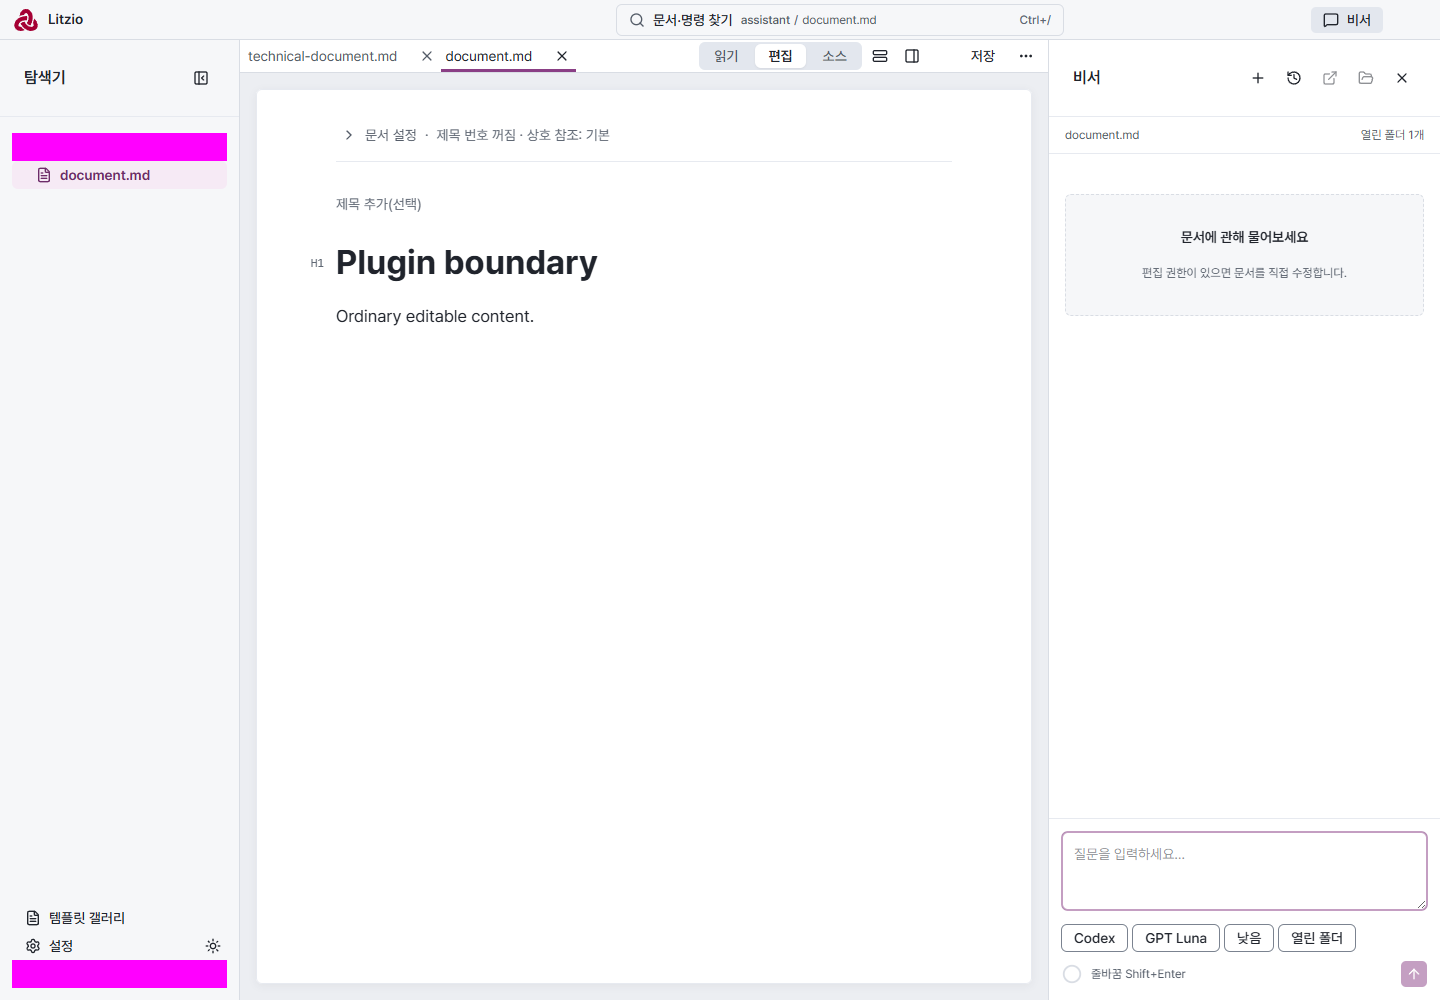 Litzio
문서·명령 찾기 assistant / document.md Ctrl+/
비서
탐색기
document.md
템플릿 갤러리
설정
technical-document.md
document.md
읽기 편집 소스
저장
문서 설정 · 제목 번호 꺼짐 · 상호 참조: 기본
제목 추가(선택)
H1 Plugin boundary
Ordinary editable content.
비서
document.md 열린 폴더 1개
문서에 관해 물어보세요
편집 권한이 있으면 문서를 직접 수정합니다.
질문을 입력하세요...
Codex GPT Luna 낮음 열린 폴더
줄바꿈 Shift+Enter